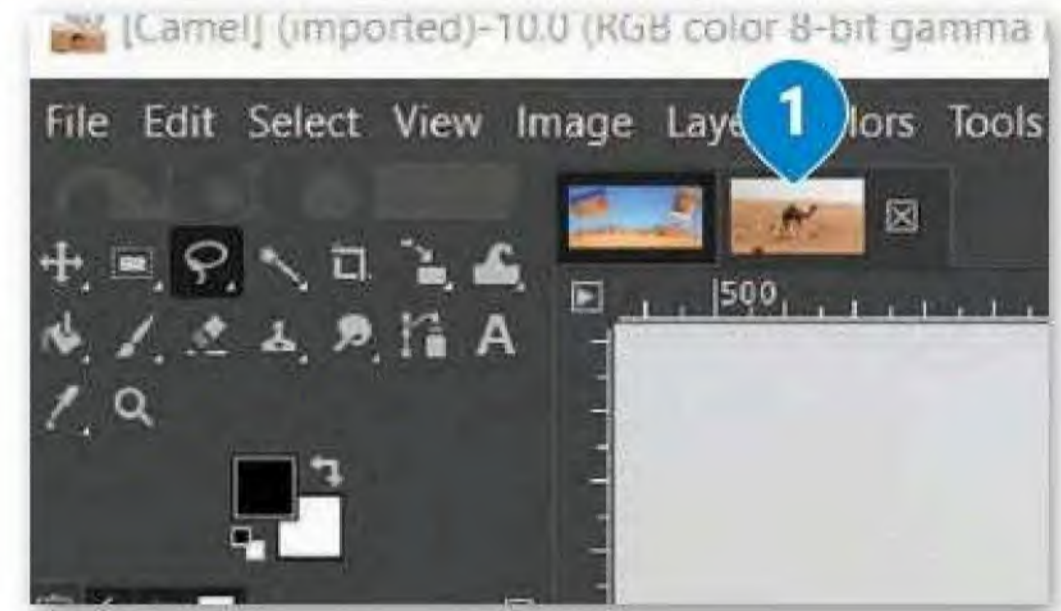 [Camel] (imported)-10.0 (RGB color 8-bit gamma
File Edit Select View Image Laye lors Tools
1
500
A